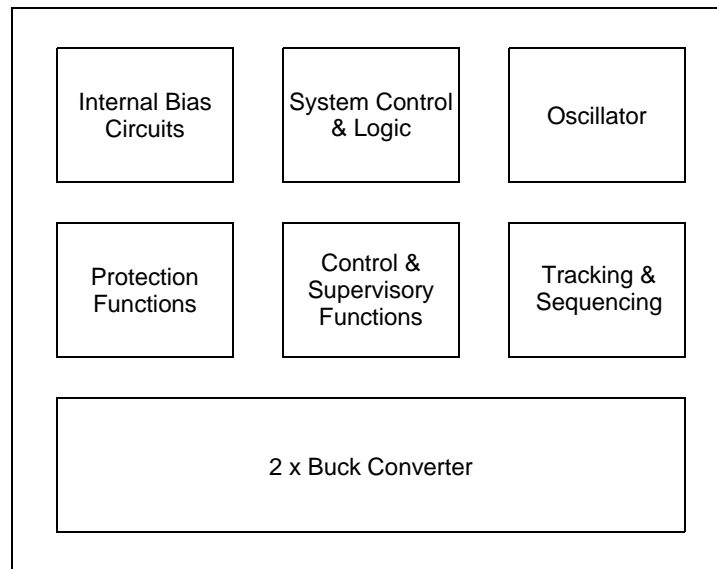 Internal Bias
Circuits
System Control
& Logic
Oscillator
Protection
Functions
Control &
Supervisory
Functions
Tracking &
Sequencing
2 x Buck Converter